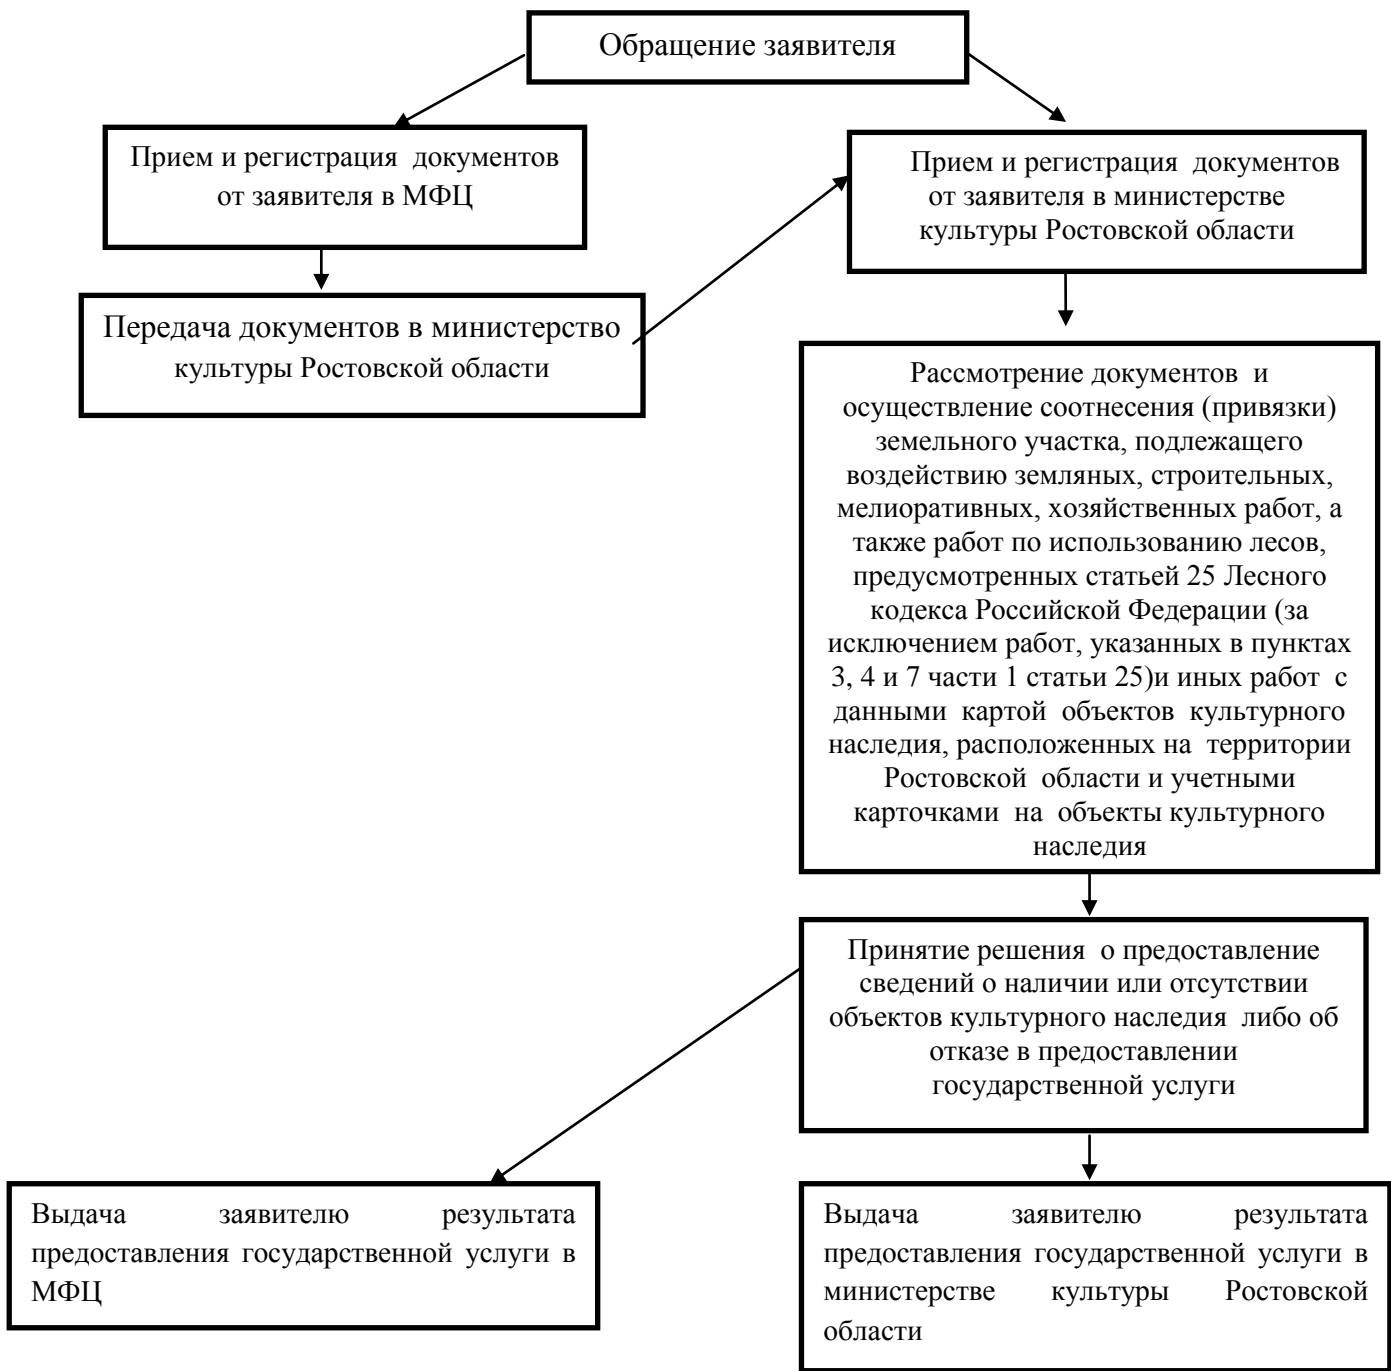 Обращение заявителя
Прием и регистрация документов
от заявителя в МФЦ
Прием и регистрация документов
от заявителя в министерстве
культуры Ростовской области
Передача документов в министерство
культуры Ростовской области
Рассмотрение документов и
осуществление соотнесения (привязки)
земельного участка, подлежащего
воздействию земляных, строительных,
мелиоративных, хозяйственных работ, а
также работ по использованию лесов,
предусмотренных статьей 25 Лесного
кодекса Российской Федерации (за
исключением работ, указанных в пунктах
3, 4 и 7 части 1 статьи 25)и иных работ с
данными картой объектов культурного
наследия, расположенных на территории
Ростовской области и учетными
карточками на объекты культурного
наследия
Принятие решения о предоставление
сведений о наличии или отсутствии
объектов культурного наследия либо об
отказе в предоставлении
государственной услуги
Выдача заявителю результата
предоставления государственной услуги в
МФЦ
Выдача заявителю результата
предоставления государственной услуги в
министерстве культуры Ростовской
области